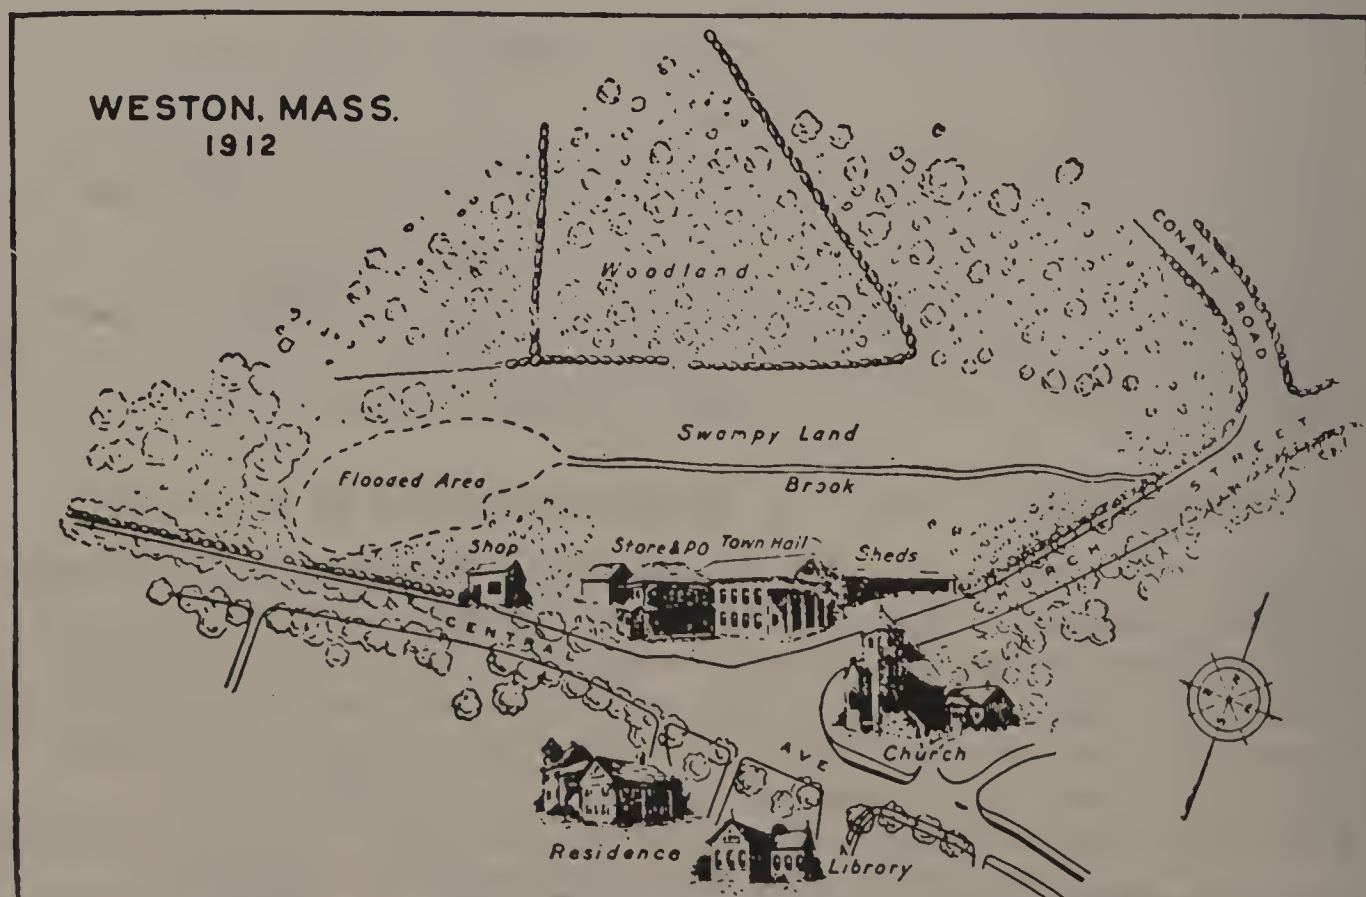 WESTON, MASS.
1912
CONANT ROAD
Woodland
Swampy Land
Flooded Area
Brook
CHURCH STREET
Shop
Store & PO
Town Hall
Sheds
CENTRAL AVE
Church
Residence
Library